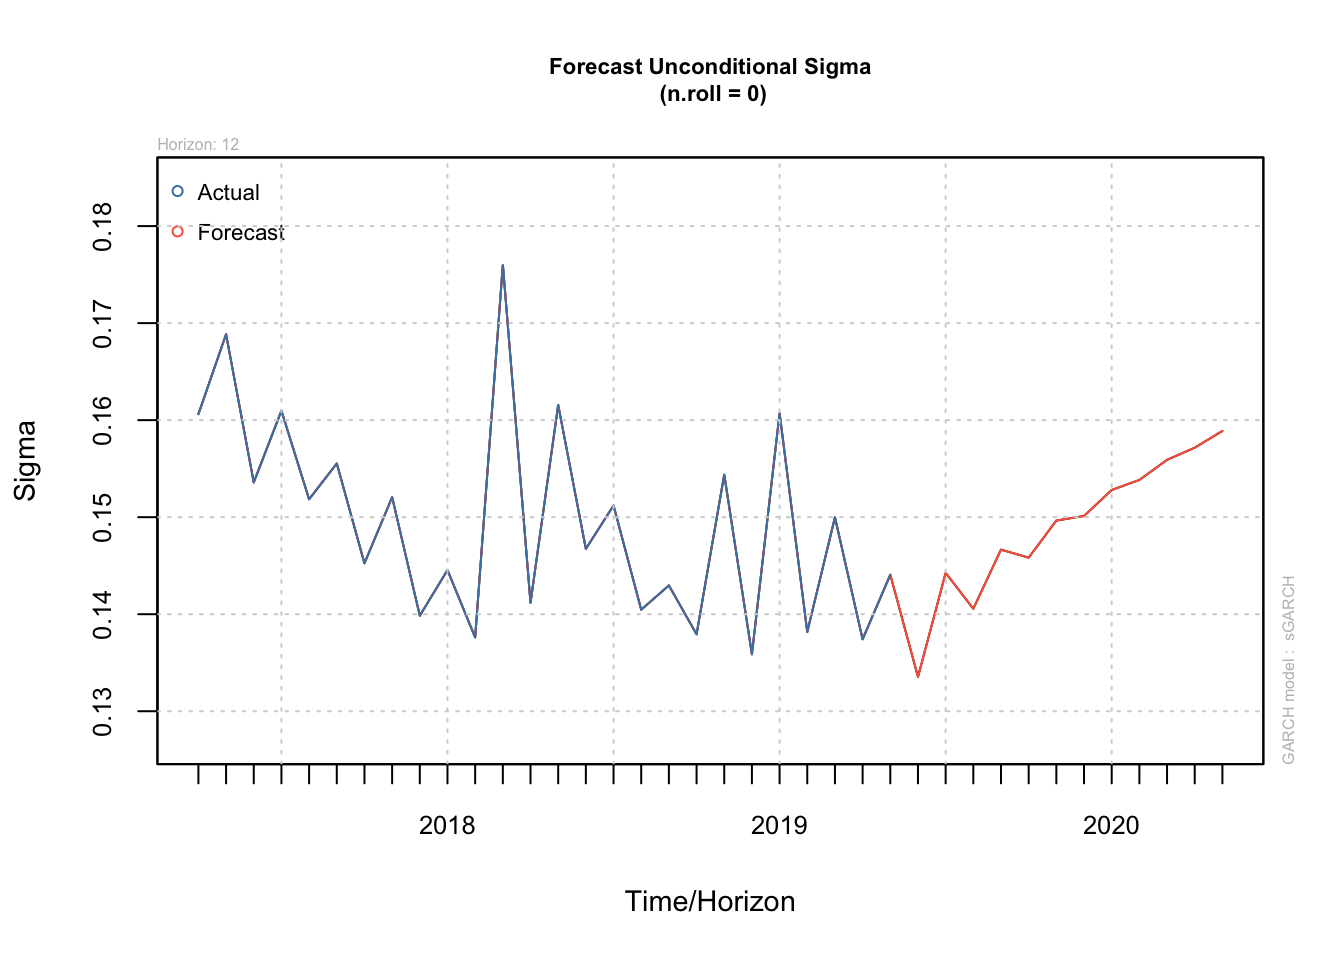 Forecast Unconditional Sigma
(n.roll = 0)
Horizon: 12
Actual
Forecast
0.18
0.17
0.16
0.15
0.14
0.13
Sigma
2018
2019
2020
Time/Horizon
GARCH model : sGARCH